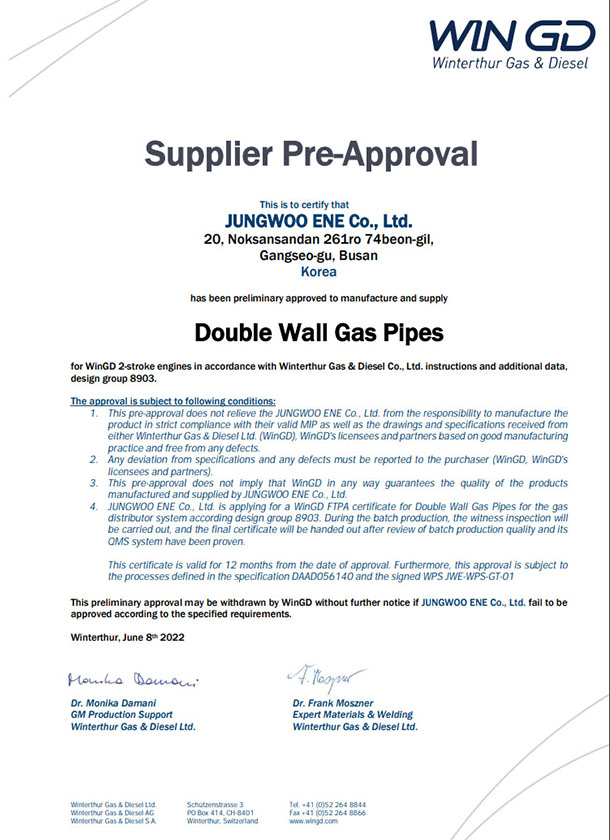 WIN GD
Winterthur Gas & Diesel
Supplier Pre-Approval
This is to certify that
JUNGWOO ENE Co., Ltd.
20, Noksansandan 261ro 74beon-gil,
Gangseo-gu, Busan
Korea
has been preliminary approved to manufacture and supply
Double Wall Gas Pipes
for WinGD 2-stroke engines in accordance with Winterthur Gas & Diesel Co., Ltd. instructions and additional data,
design group 8903.
The approval is subject to following conditions:
1. This pre-approval does not relieve the JUNGWOO ENE Co., Ltd. from the responsibility to manufacture the
product in strict compliance with their valid MIP as well as the drawings and specifications received from
either Winterthur Gas & Diesel Ltd. (WinGD), WinGD's licensees and partners based on good manufacturing
practice and free from any defects.
2. Any deviation from specifications and any defects must be reported to the purchaser (WinGD, WinGD's
licensees and partners).
3. This pre-approval does not imply that WinGD in any way guarantees the quality of the products
manufactured and supplied by JUNGWOO ENE Co., Ltd.
4. JUNGWOO ENE Co., Ltd. is applying for a WinGD FTPA certificate for Double Wall Gas Pipes for the gas
distributor system according design group 8903. During the batch production, the witness inspection will
be carried out, and the final certificate will be handed out after review of batch production quality and its
QMS system have been proven.
This certificate is valid for 12 months from the date of approval. Furthermore, this approval is subject to
the processes defined in the specification DAAD056140 and the signed WPS JWE-WPS-GT-01
This preliminary approval may be withdrawn by WinGD without further notice if JUNGWOO ENE Co., Ltd. fail to be
approved according to the specified requirements.
Winterthur, June 8th 2022
Monika Damani
F. Moszner
Dr. Monika Damani
GM Production Support
Winterthur Gas & Diesel Ltd.
Dr. Frank Moszner
Expert Materials & Welding
Winterthur Gas & Diesel Ltd.
Winterthur Gas & Diesel Ltd.
Winterthur Gas & Diesel AG
Winterthur Gas & Diesel S.A.
Schützenstrasse 3
PO Box 414, CH-8401
Winterthur, Switzerland
Tel. +41 (0)52 264 8844
Fax +41 (0)52 264 8866
www.wingd.com